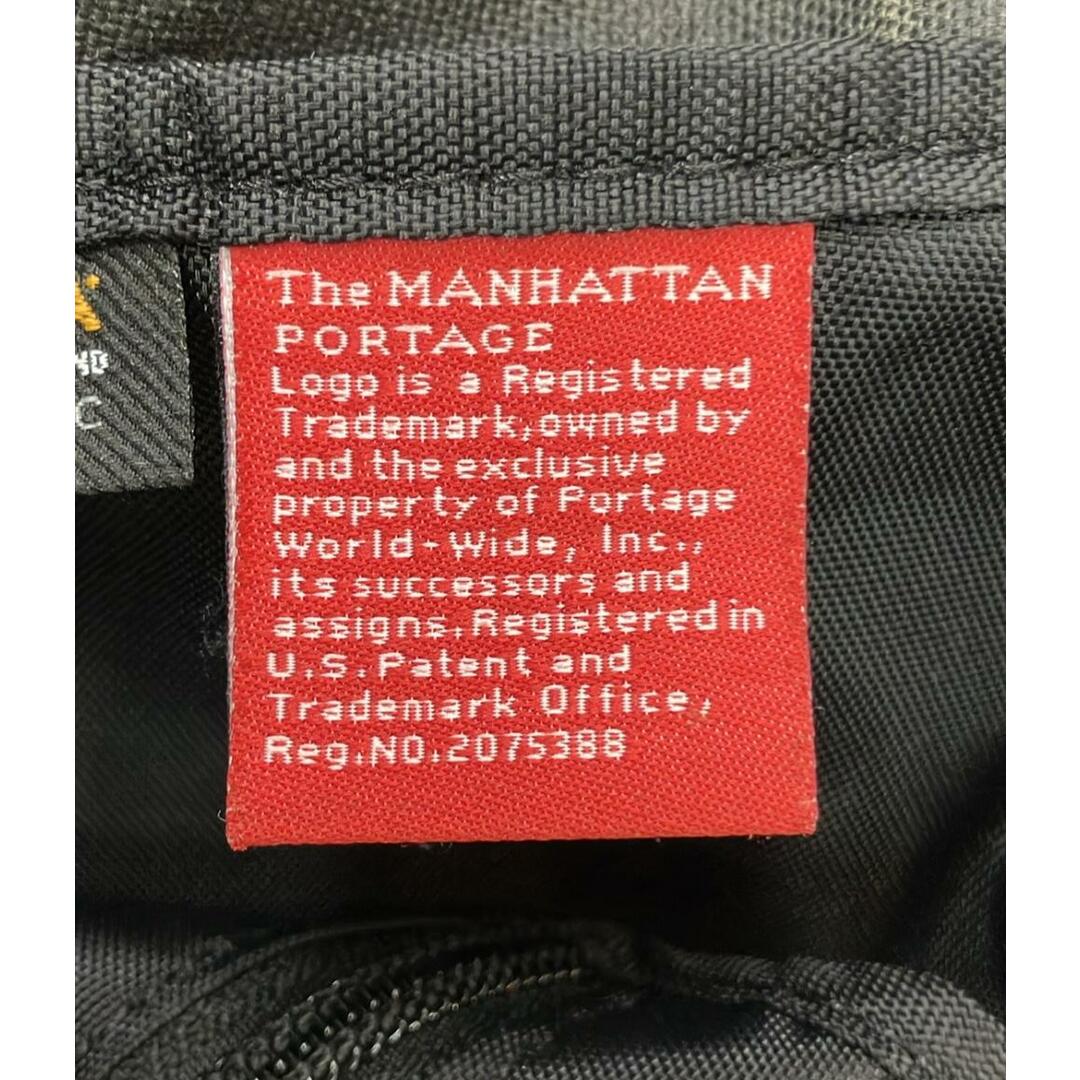 The MANHATTAN
PORTAGE
Logo is a Registered
Trademark, owned by
and the exclusive
property of Portage
World-Wide, Inc.,
its successors and
assigns. Registered in
U.S. Patent and
Trademark Office,
Reg. NO. 2075388
C